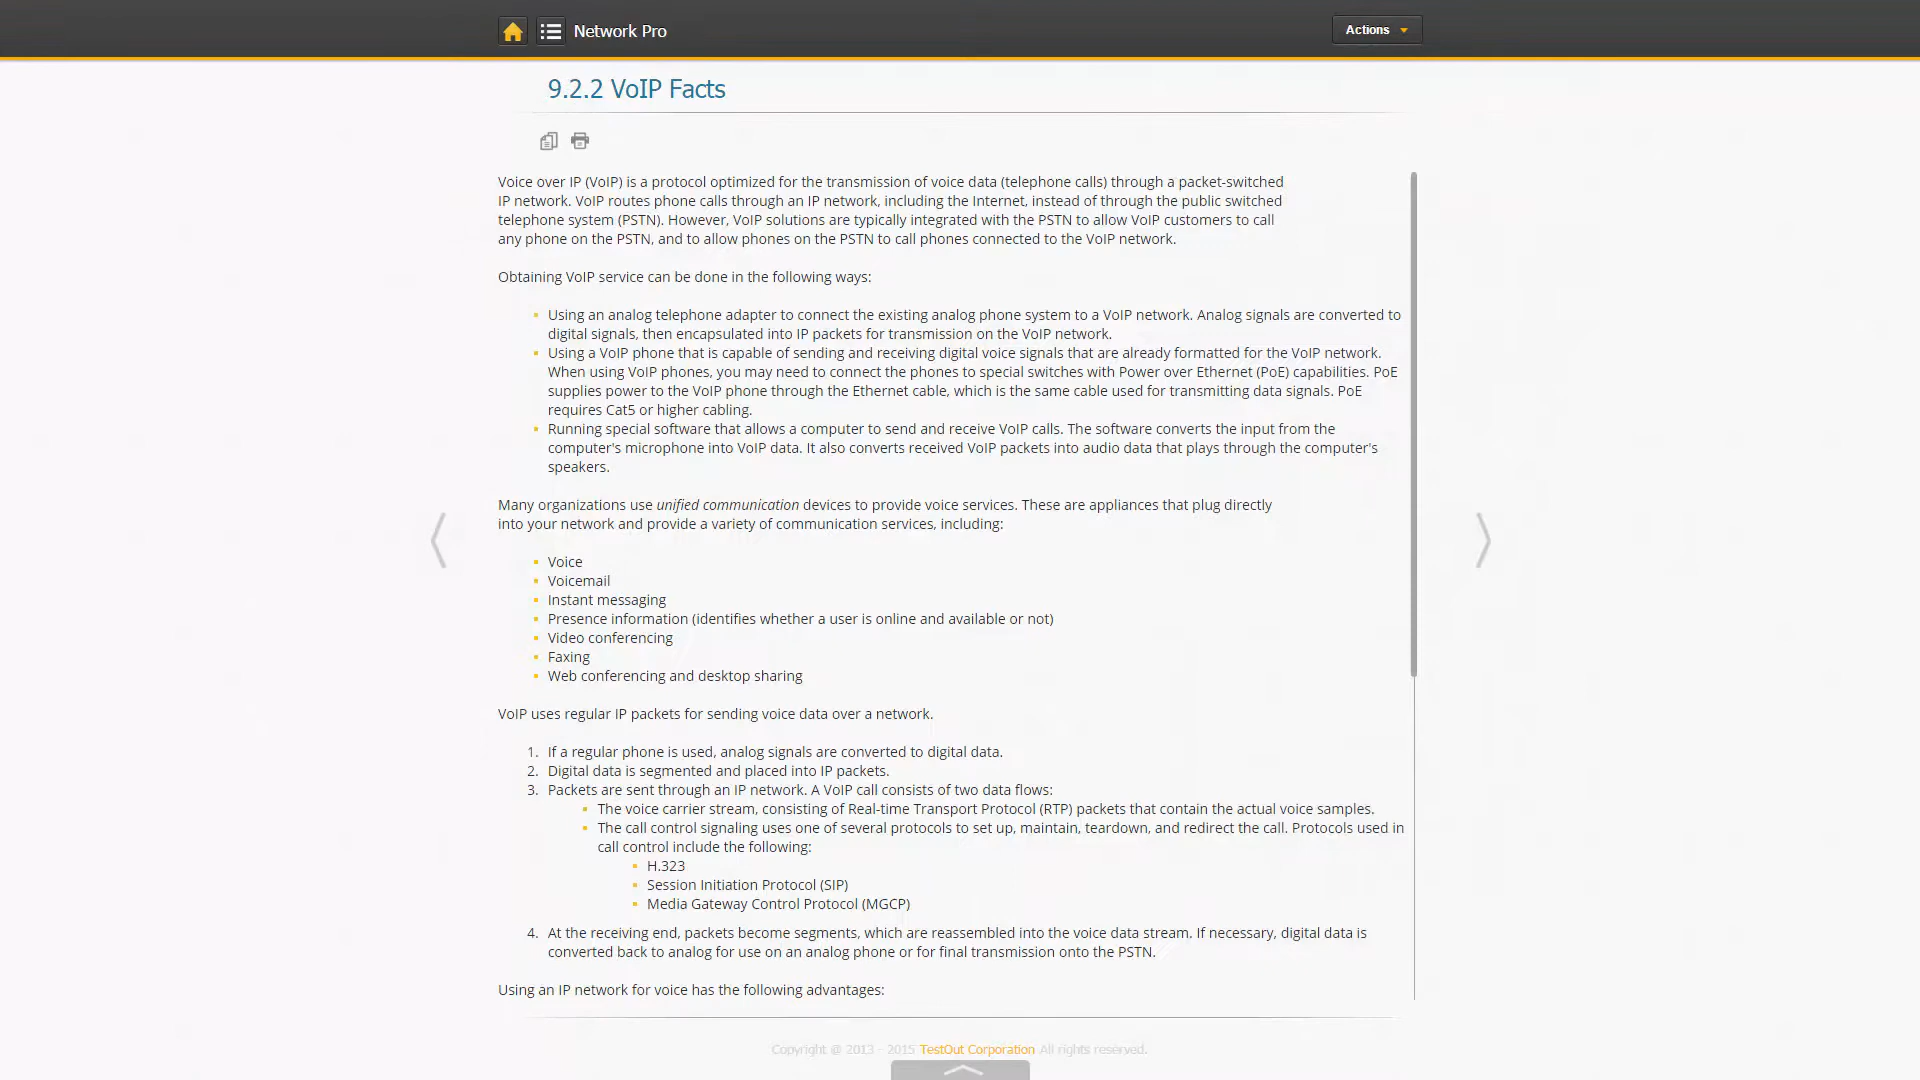 Network Pro
Actions
9.2.2 VoIP Facts
Voice over IP (VoIP) is a protocol optimized for the transmission of voice data (telephone calls) through a packet-switched
IP network. VoIP routes phone calls through an IP network, including the Internet, instead of through the public switched
telephone system (PSTN). However, VoIP solutions are typically integrated with the PSTN to allow VoIP customers to call
any phone on the PSTN, and to allow phones on the PSTN to call phones connected to the VoIP network.
Obtaining VoIP service can be done in the following ways:
Using an analog telephone adapter to connect the existing analog phone system to a VoIP network. Analog signals are converted to
digital signals, then encapsulated into IP packets for transmission on the VoIP network.
Using a VoIP phone that is capable of sending and receiving digital voice signals that are already formatted for the VoIP network.
When using VoIP phones, you may need to connect the phones to special switches with Power over Ethernet (PoE) capabilities. PoE
supplies power to the VoIP phone through the Ethernet cable, which is the same cable used for transmitting data signals. PoE
requires Cat5 or higher cabling.
Running special software that allows a computer to send and receive VoIP calls. The software converts the input from the
computer's microphone into VoIP data. It also converts received VoIP packets into audio data that plays through the computer's
speakers.
Many organizations use unified communication devices to provide voice services. These are appliances that plug directly
into your network and provide a variety of communication services, including:
Voice
Voicemail
Instant messaging
Presence information (identifies whether a user is online and available or not)
Video conferencing
Faxing
Web conferencing and desktop sharing
VoIP uses regular IP packets for sending voice data over a network.
1. If a regular phone is used, analog signals are converted to digital data.
2. Digital data is segmented and placed into IP packets.
3. Packets are sent through an IP network. A VoIP call consists of two data flows:
The voice carrier stream, consisting of Real-time Transport Protocol (RTP) packets that contain the actual voice samples.
The call control signaling uses one of several protocols to set up, maintain, teardown, and redirect the call. Protocols used in
call control include the following:
H.323
Session Initiation Protocol (SIP)
Media Gateway Control Protocol (MGCP)
4. At the receiving end, packets become segments, which are reassembled into the voice data stream. If necessary, digital data is
converted back to analog for use on an analog phone or for final transmission onto the PSTN.
Using an IP network for voice has the following advantages:
Copyright @ 2013 - 2015 TestOut Corporation All rights reserved.